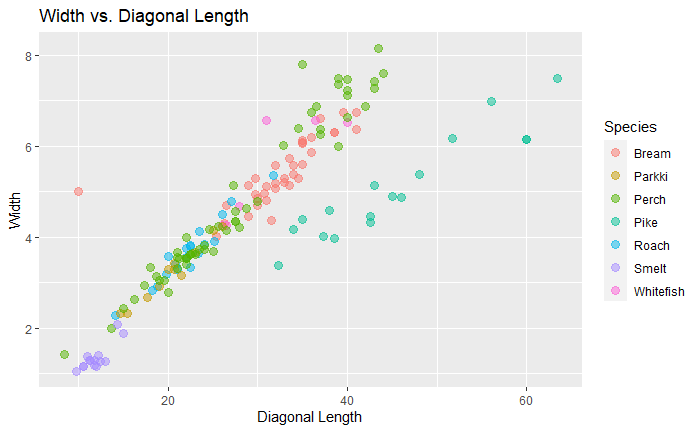 Width vs. Diagonal Length
Width
8
6
4
2
20
40
60
Diagonal Length
Species
Bream
Parkki
Perch
Pike
Roach
Smelt
Whitefish